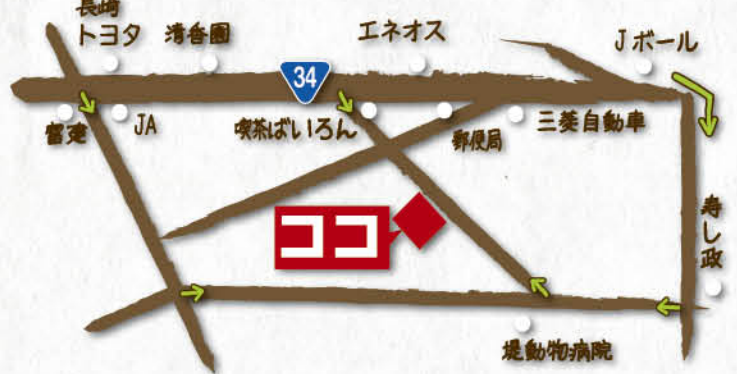 長崎
トヨタ
清香園
エネオス
Jボール
34
富建
JA
喫茶ばいろん
郵便局
三菱自動車
ココ
寿し政
堤動物病院